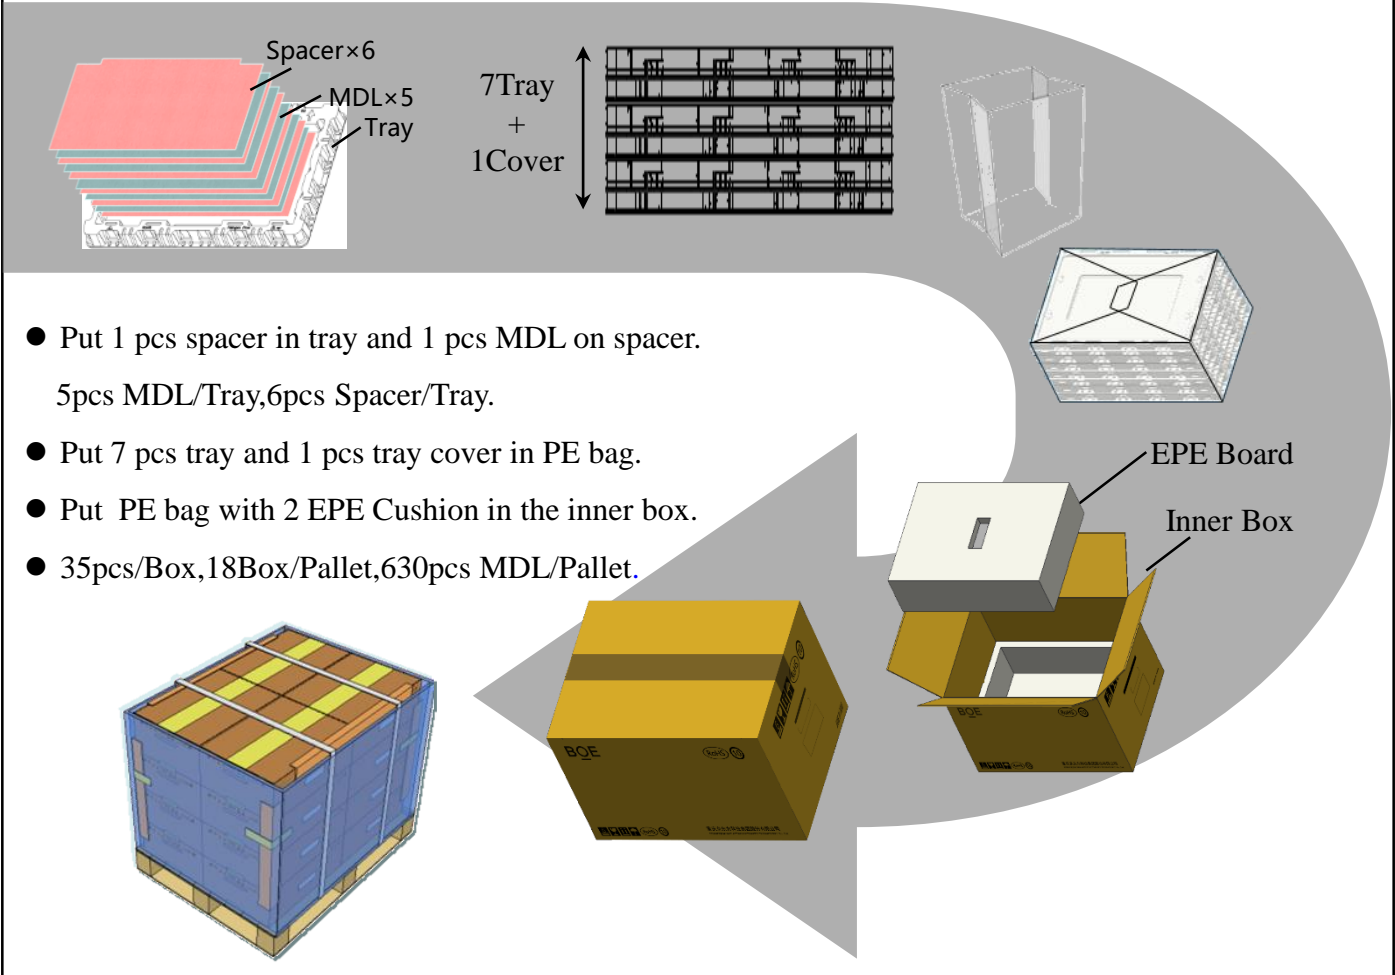 Spacer×6
MDL×5
Tray
7Tray
+
1Cover
● Put 1 pcs spacer in tray and 1 pcs MDL on spacer.
5pcs MDL/Tray,6pcs Spacer/Tray.
● Put 7 pcs tray and 1 pcs tray cover in PE bag.
● Put PE bag with 2 EPE Cushion in the inner box.
● 35pcs/Box,18Box/Pallet,630pcs MDL/Pallet.
EPE Board
Inner Box
BOE
BOE
RoHS